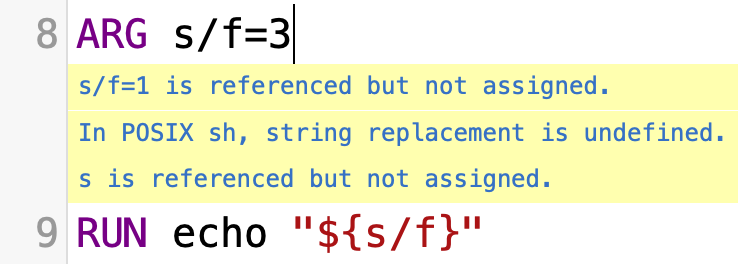 8 ARG s/f=3
s/f=1 is referenced but not assigned.
In POSIX sh, string replacement is undefined.
s is referenced but not assigned.
9 RUN echo "${s/f}"